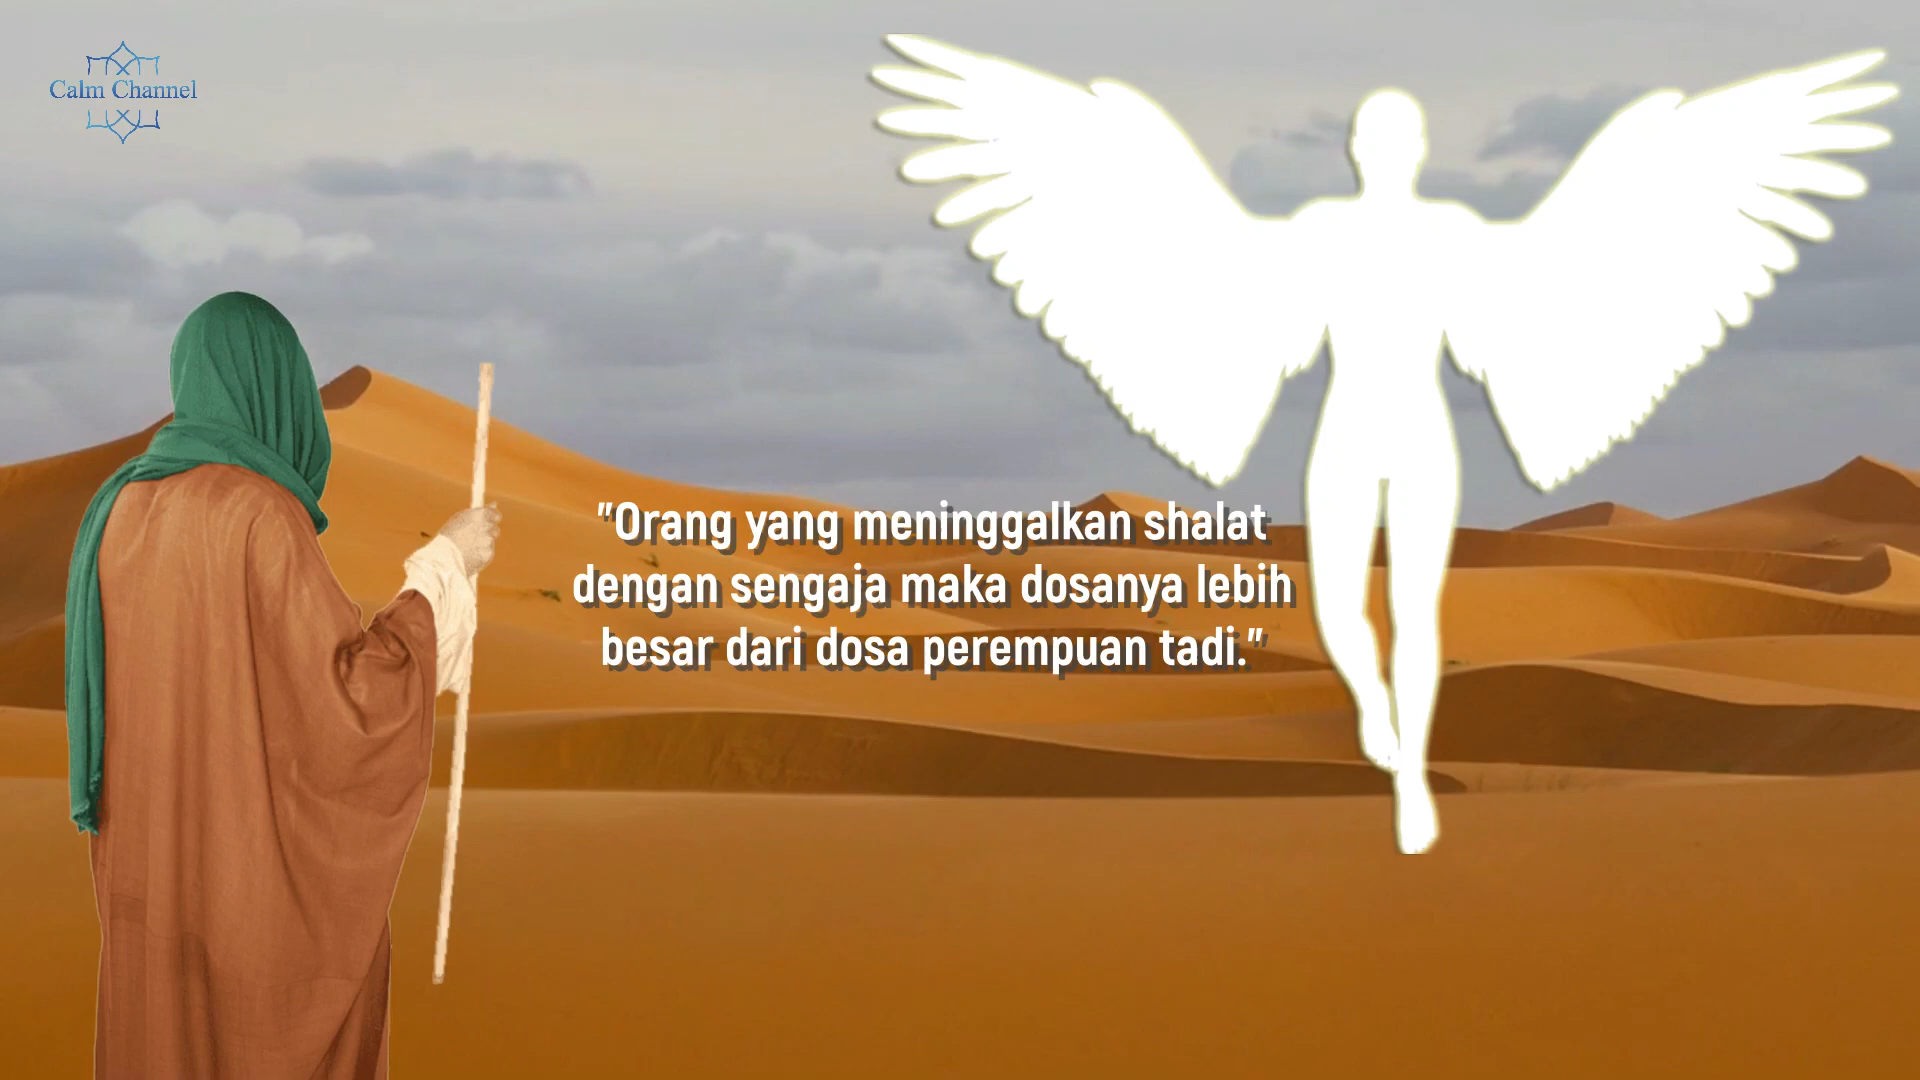 Calm Channel
"Orang yang meninggalkan shalat
dengan sengaja maka dosanya lebih
besar dari dosa perempuan tadi."